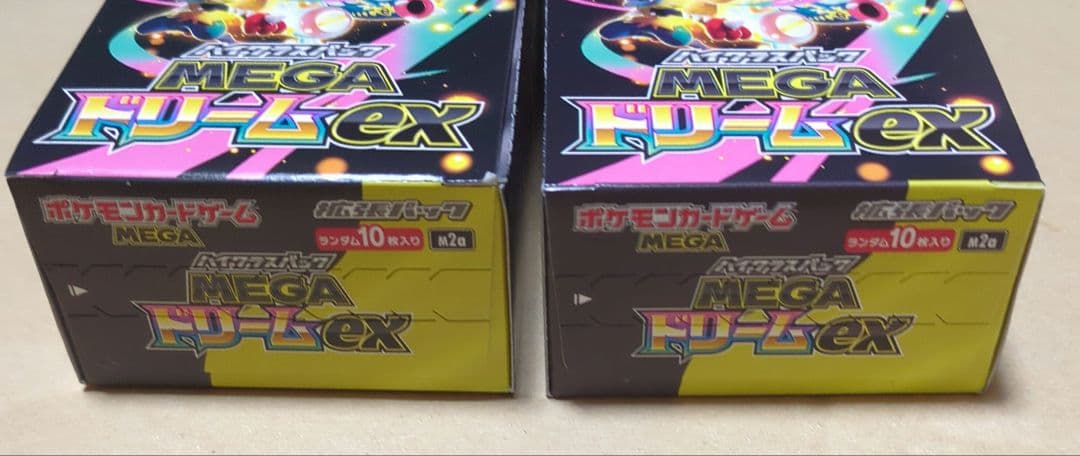 ハイクラスパック
MEGA
ドリームex
ポケモンカードゲーム
MEGA
拡張パック
ランダム10枚入り
M2a
ハイクラスパック
MEGA
ドリームex
ハイクラスパック
MEGA
ドリームex
ポケモンカードゲーム
MEGA
拡張パック
ランダム10枚入り
M2a
ハイクラスパック
MEGA
ドリームex